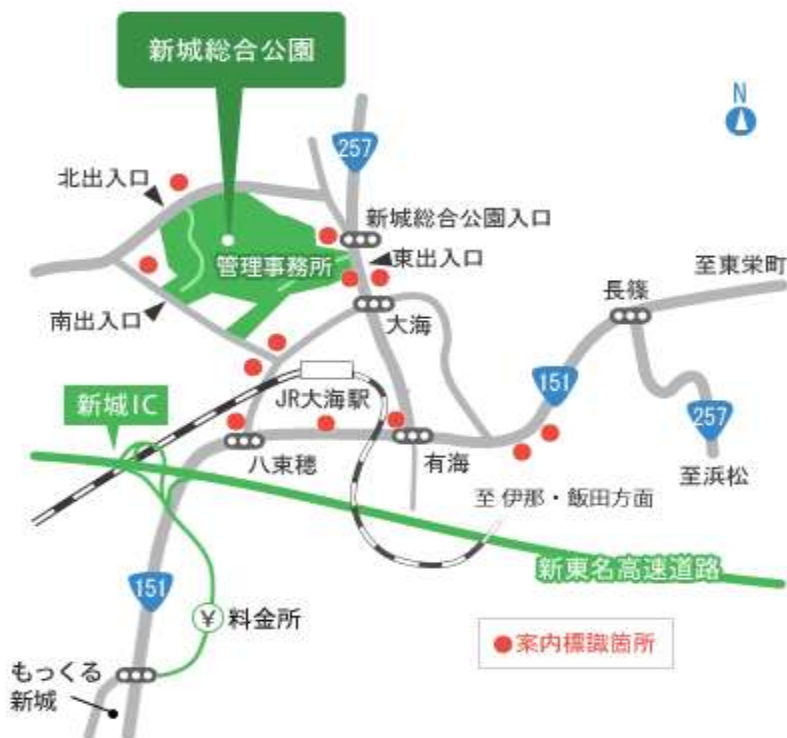 新城総合公園
N
257
北出入口
新城総合公園入口
管理事務所
東出入口
至東栄町
長篠
南出入口
大海
151
JR大海駅
新城IC
257
八束穂
有海
至浜松
至 伊那・飯田方面
新東名高速道路
151
¥ 料金所
案内標識箇所
もっくる
新城